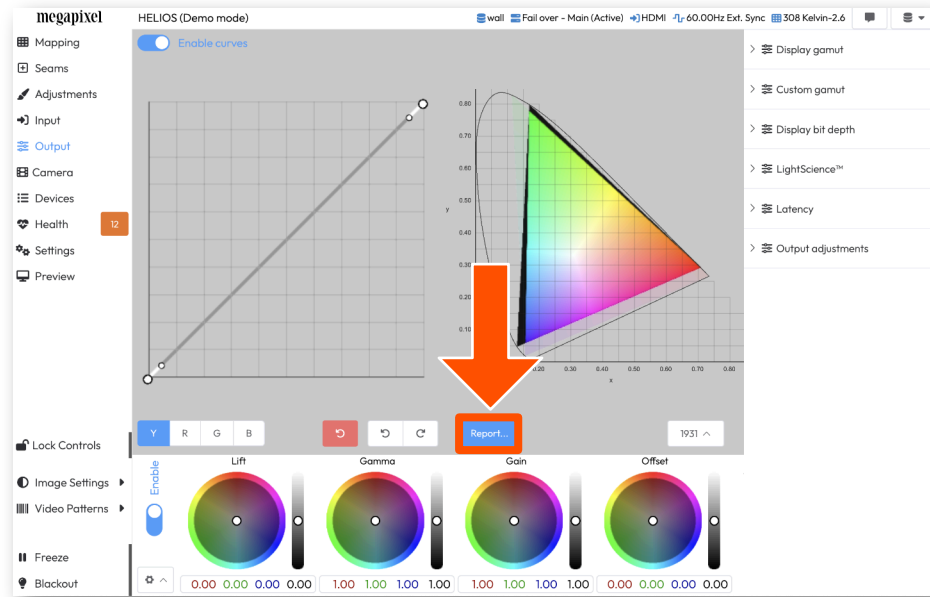 megapixel
HELIOS (Demo mode)
wall
Fail over - Main (Active)
HDMI
60.00Hz Ext. Sync
308 Kelvin-2.6
Mapping
Seams
Adjustments
Input
Output
Camera
Devices
Health
12
Settings
Preview
Lock Controls
Image Settings
Video Patterns
Freeze
Blackout
Enable curves
0.80
0.70
0.60
0.50
y
0.40
0.30
0.20
0.10
0.20 0.30 0.40 0.50 0.60 0.70 0.80
x
Y R G B
Report...
1931
Display gamut
Custom gamut
Display bit depth
LightScience™
Latency
Output adjustments
Enable
Lift
Gamma
Gain
Offset
0.00 0.00 0.00 0.00
1.00 1.00 1.00 1.00
1.00 1.00 1.00 1.00
0.00 0.00 0.00 0.00